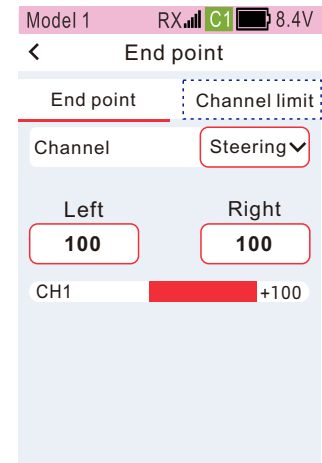 Model 1 RX C1 8.4V
End point
End point Channel limit
Channel Steering
Left Right
100 100
CH1 +100